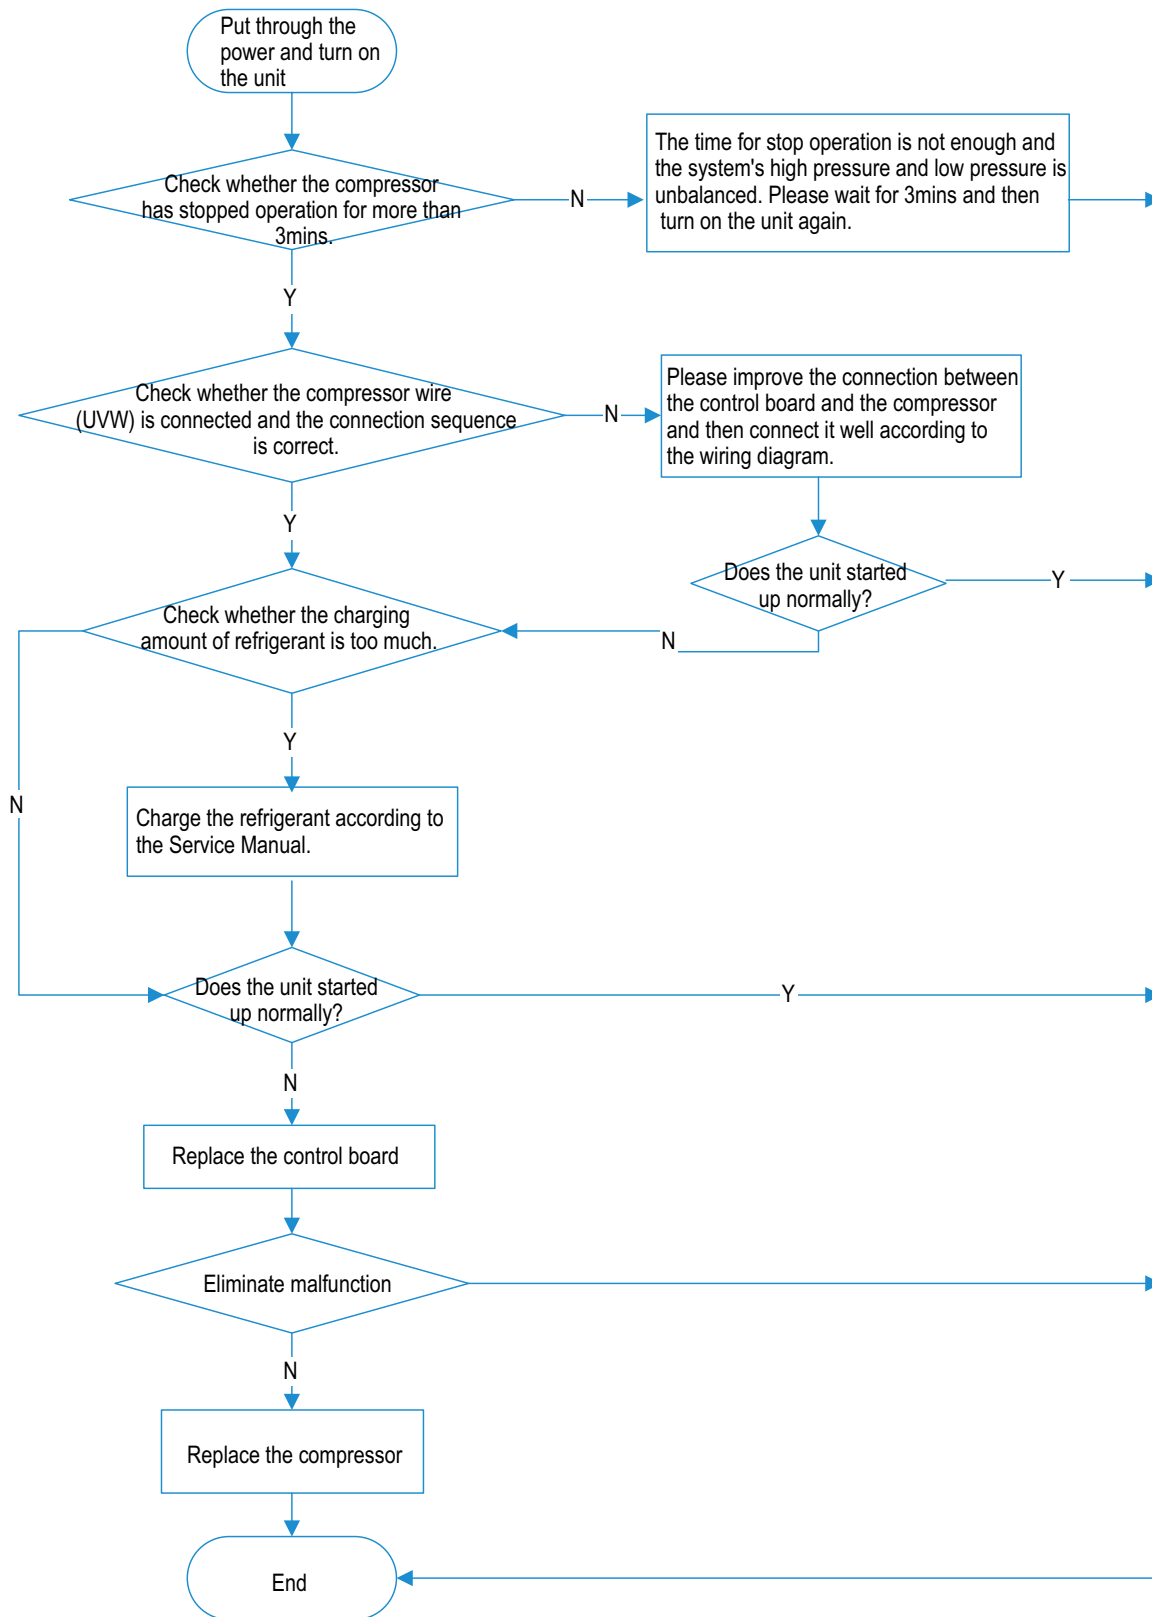 Put through the
power and turn on
the unit
Check whether the compressor
has stopped operation for more than
3mins.
N
The time for stop operation is not enough and
the system's high pressure and low pressure is
unbalanced. Please wait for 3mins and then
turn on the unit again.
Y
Check whether the compressor wire
(UVW) is connected and the connection sequence
is correct.
N
Please improve the connection between
the control board and the compressor
and then connect it well according to
the wiring diagram.
Y
Does the unit started
up normally?
Y
Check whether the charging
amount of refrigerant is too much.
N
Y
N
Charge the refrigerant according to
the Service Manual.
Does the unit started
up normally?
Y
N
Replace the control board
Eliminate malfunction
N
Replace the compressor
End